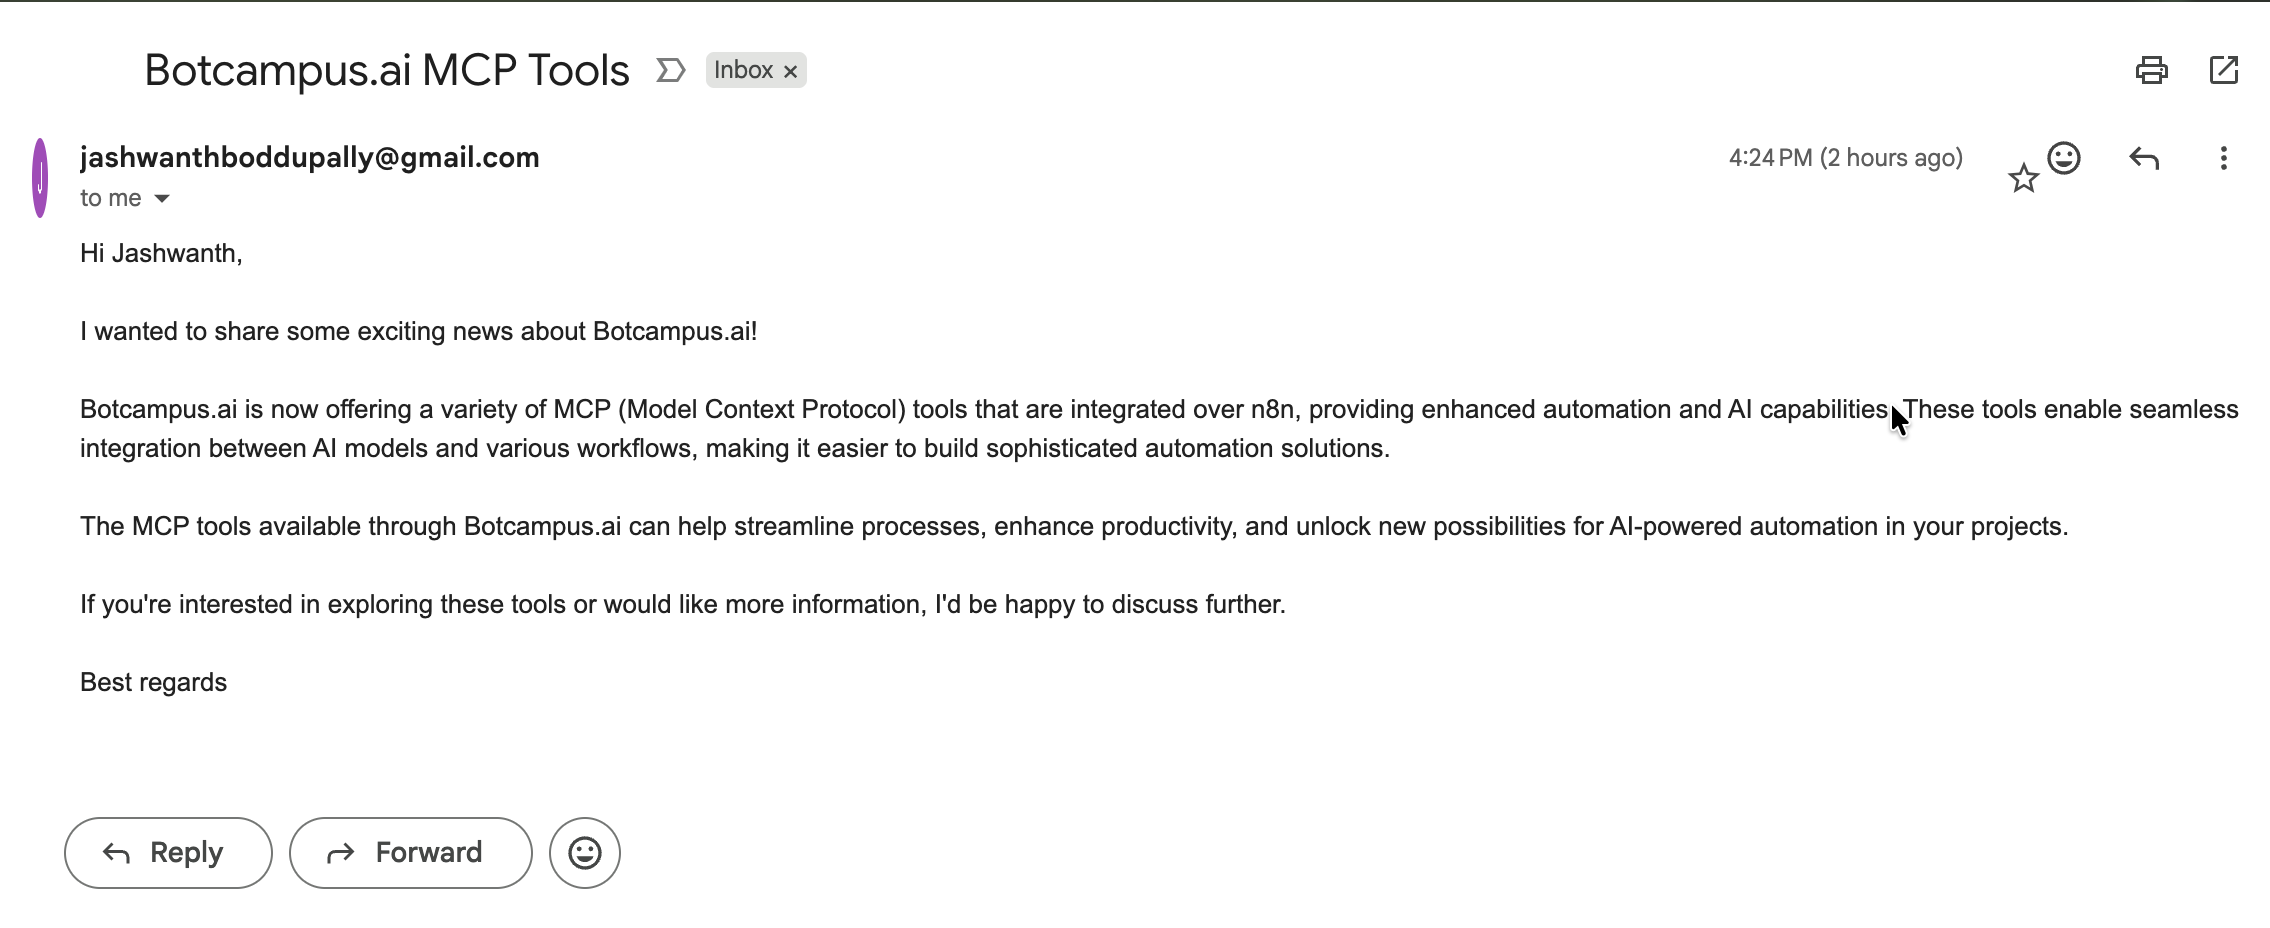 Botcampus.ai MCP Tools Inbox ×
jashwanthboddupally@gmail.com 4:24 PM (2 hours ago)
to me
J
Hi Jashwanth,
I wanted to share some exciting news about Botcampus.ai!
Botcampus.ai is now offering a variety of MCP (Model Context Protocol) tools that are integrated over n8n, providing enhanced automation and AI capabilities. These tools enable seamless
integration between AI models and various workflows, making it easier to build sophisticated automation solutions.
The MCP tools available through Botcampus.ai can help streamline processes, enhance productivity, and unlock new possibilities for AI-powered automation in your projects.
If you're interested in exploring these tools or would like more information, I'd be happy to discuss further.
Best regards
Reply Forward